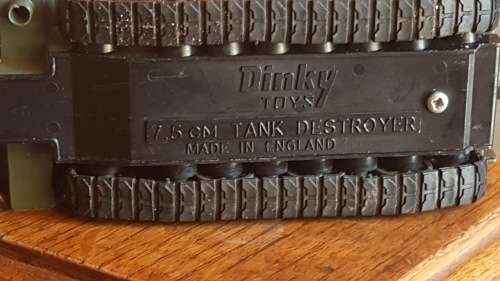 Dinky
TOYS
7.5 CM TANK DESTROYER
MADE IN ENGLAND